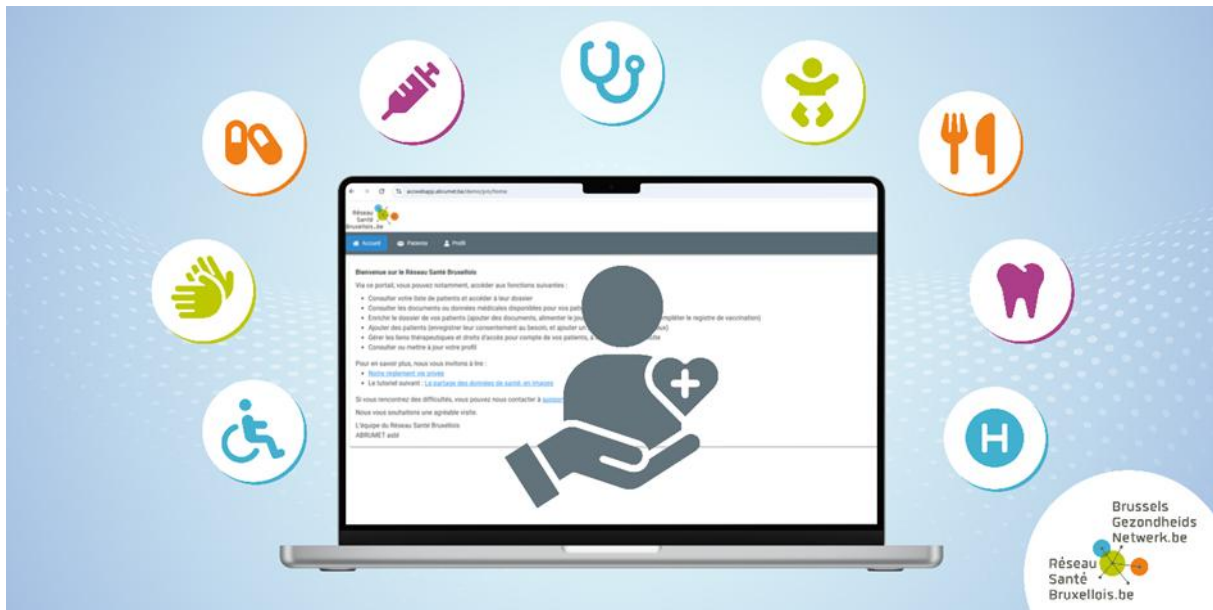 aciwebapp.abrumet.be/demo/pro/home
Réseau
Santé
Bruxellois.be
Accueil Patients Profil
Bienvenue sur le Réseau Santé Bruxellois
Via ce portail, vous pouvez notamment, accéder aux fonctions suivantes :
Consulter votre liste de patients et accéder à leur dossier
Consulter les documents ou données médicales disponibles pour vos
Enrichir le dossier de vos patients (ajouter des documents, alimenter le compléter le registre de vaccination)
Ajouter des patients (enregistrer leur consentement au besoin, et ajouter un
Gérer les liens thérapeutiques et droits d'accès pour compte de vos patients,
Consulter ou mettre à jour votre profil
Pour en savoir plus, nous vous invitons à lire :
Notre règlement vie privée
Le tutoriel suivant : Le partage des données de santé, en images
Si vous rencontrez des difficultés, vous pouvez nous contacter à
Nous vous souhaitons une agréable visite.
L'équipe du Réseau Santé Bruxellois
ABRUMET asbl
H
Brussels
Gezondheids
Netwerk.be
Réseau
Santé
Bruxellois.be